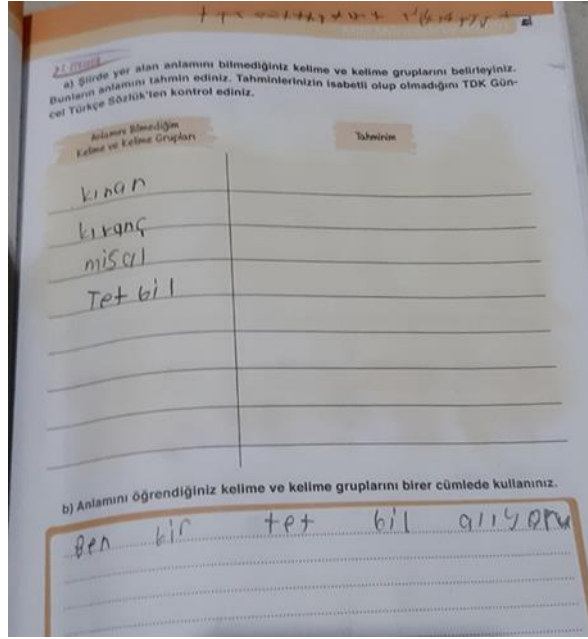 a) Şiirde yer alan anlamını bilmediğiniz kelime ve kelime gruplarını belirleyiniz.
Bunların anlamını tahmin ediniz. Tahminlerinizin isabetli olup olmadığını TDK Gün-
cel Türkçe Sözlük'ten kontrol ediniz.
Anlamını Bilmediğim
Kelime ve Kelime Grupları
Tahminim
kınan
kıranç
misal
Tet bil
b) Anlamını öğrendiğiniz kelime ve kelime gruplarını birer cümlede kullanınız.
Ben bir tet bil alıyoru